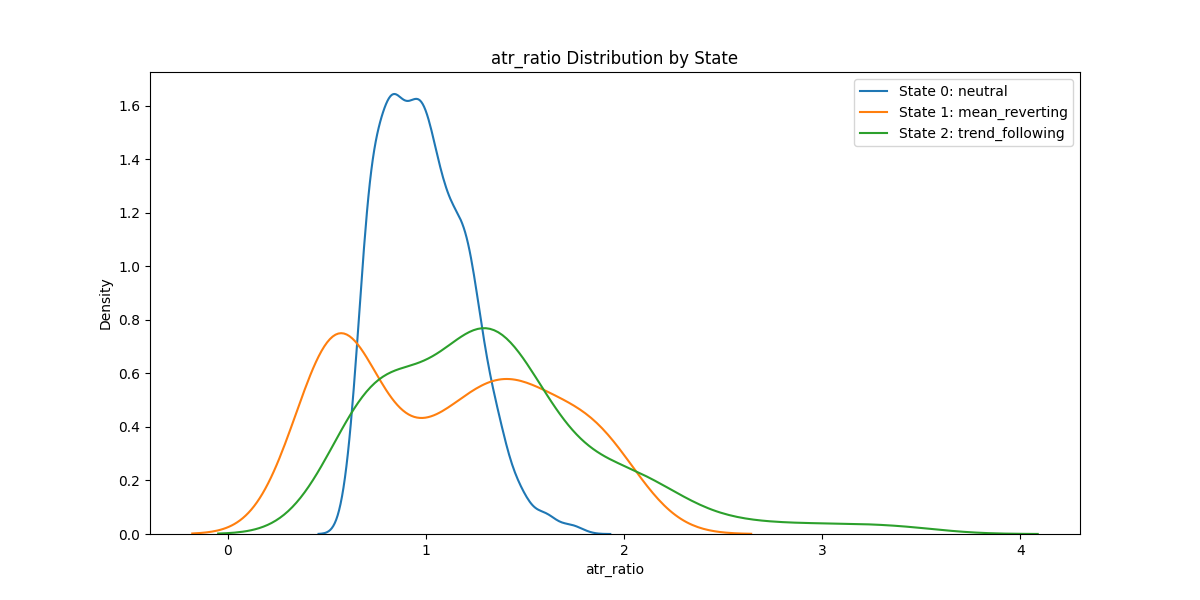 atr_ratio Distribution by State
State 0: neutral
State 1: mean_reverting
State 2: trend_following
Density
1.6
1.4
1.2
1.0
0.8
0.6
0.4
0.2
0.0
0 1 2 3 4
atr_ratio